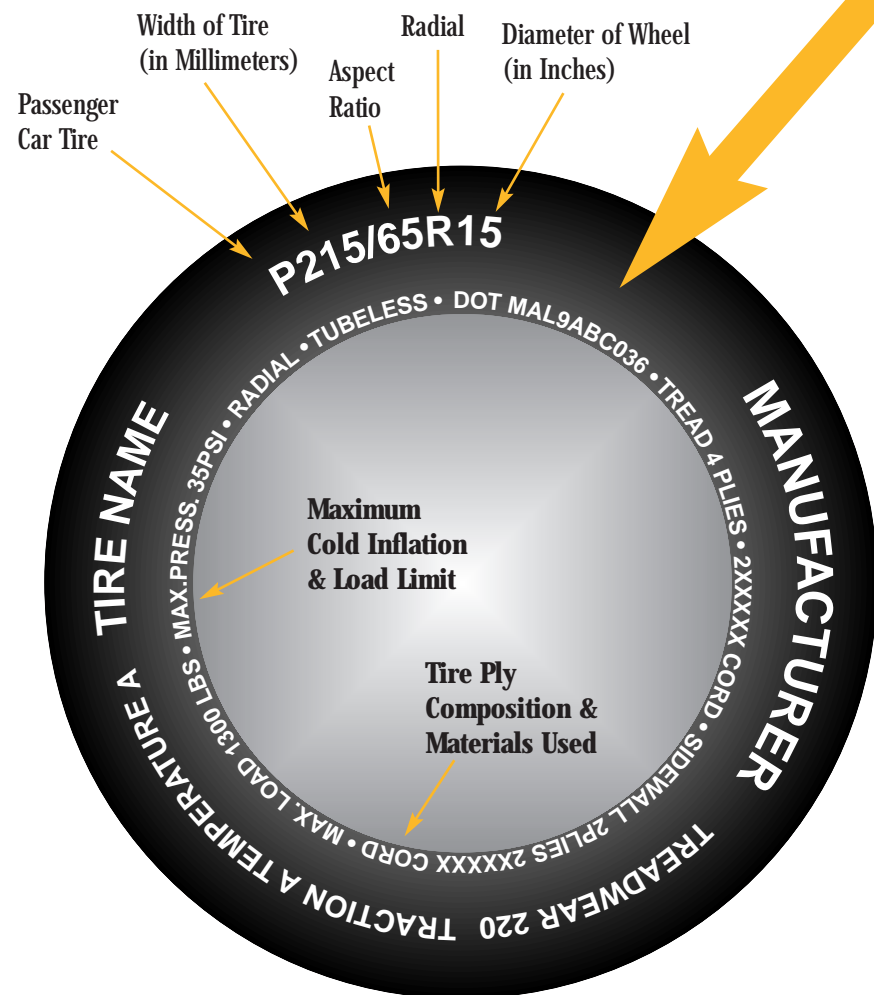 Width of Tire
(in Millimeters)
Radial
Diameter of Wheel
(in Inches)
Aspect
Ratio
Passenger
Car Tire
P215/65R15
TUBELESS • DOT MAL9ABC036 • TREAD 4 PLIES • 2XXXXX CORD • SIDEWALL 2PLIES 2XXXXX CORD • MAX. LOAD 1300 LBS • MAX.PRESS. 35PSI • RADIAL •
MANUFACTURER
TREADWEAR 220 TRACTION A TEMPERATURE A
TIRE NAME
Maximum
Cold Inflation
& Load Limit
Tire Ply
Composition &
Materials Used